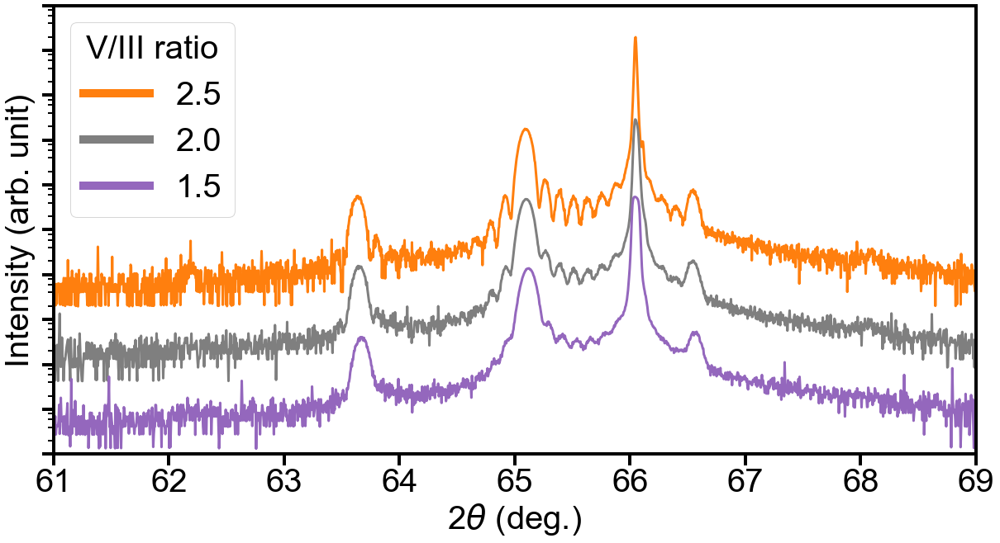 V/III ratio
2.5
2.0
1.5
Intensity (arb. unit)
61 62 63 64 65 66 67 68 69
2θ (deg.)